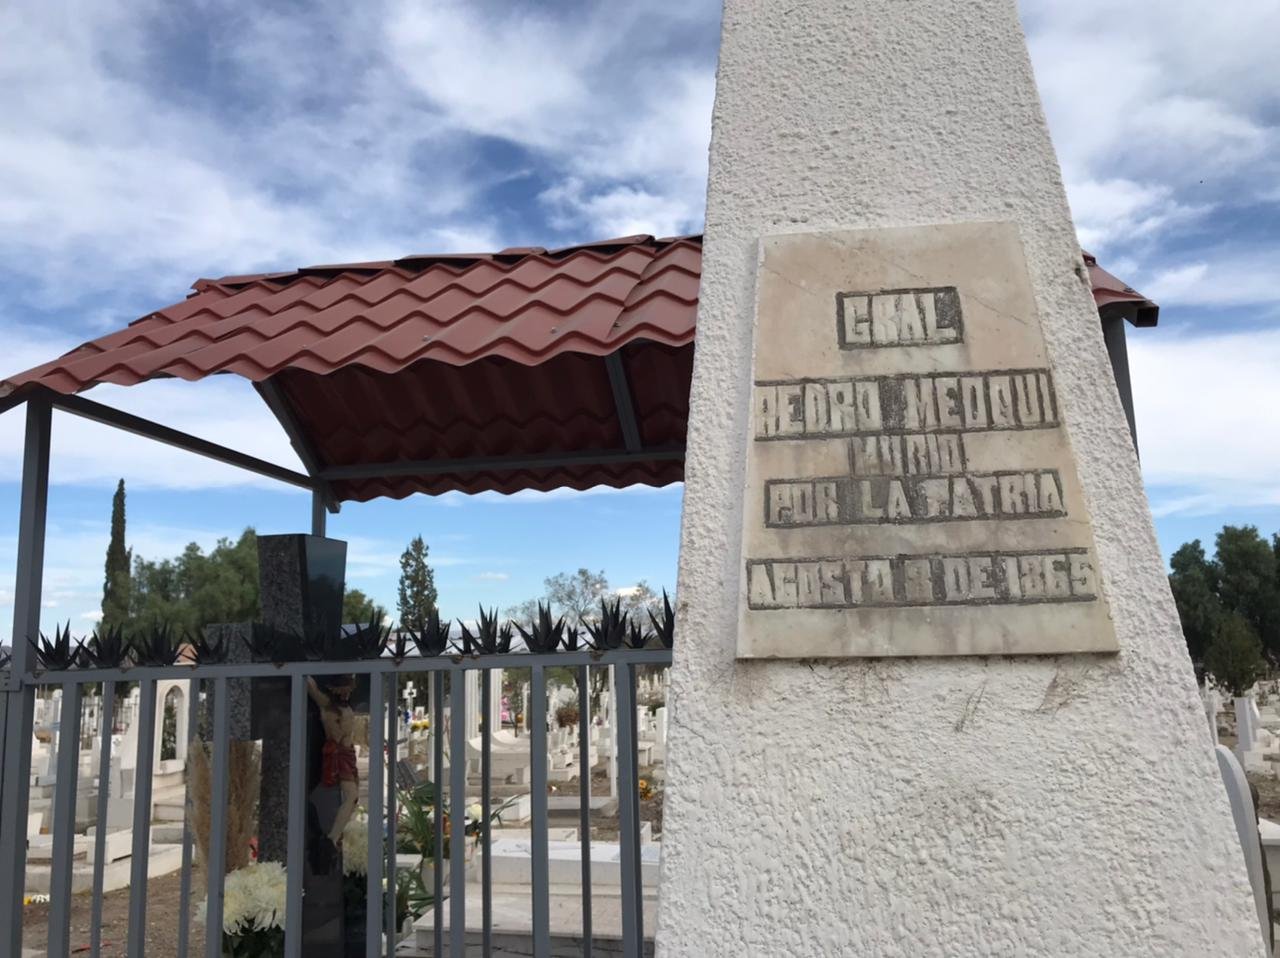 GRAL
PEDRO MEOQUI
MURIO
POR LA PATRIA
AGOSTO 8 DE 1865